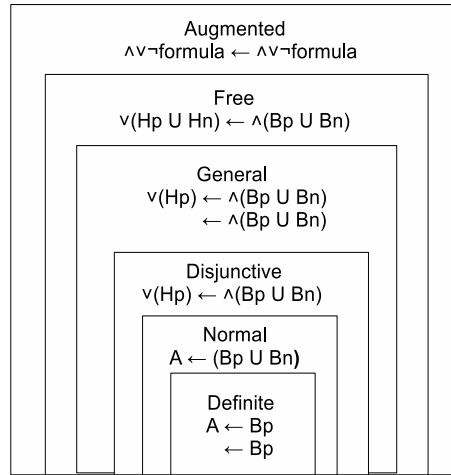 Augmented
∧∨¬formula ← ∧∨¬formula
Free
∨(Hp U Hn) ← ∧(Bp U Bn)
General
∨(Hp) ← ∧(Bp U Bn)
← ∧(Bp U Bn)
Disjunctive
∨(Hp) ← ∧(Bp U Bn)
Normal
A ← (Bp U Bn)
Definite
A ← Bp
← Bp